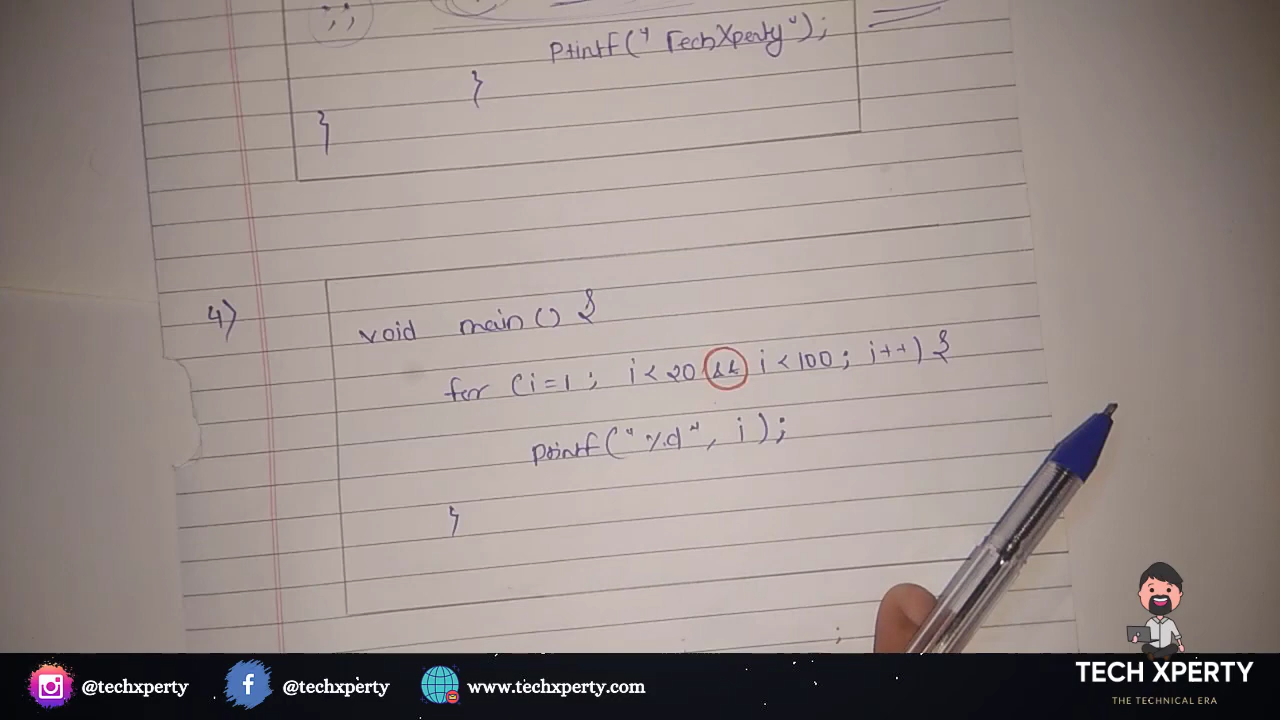 ;;
printf(" TechXperty");
}
}
4)
void main() {
for (i=1; i<20 && i<100; i++) {
printf("%d", i);
}
;
@techxperty
@techxperty
www.techxperty.com
TECH XPERTY
THE TECHNICAL ERA